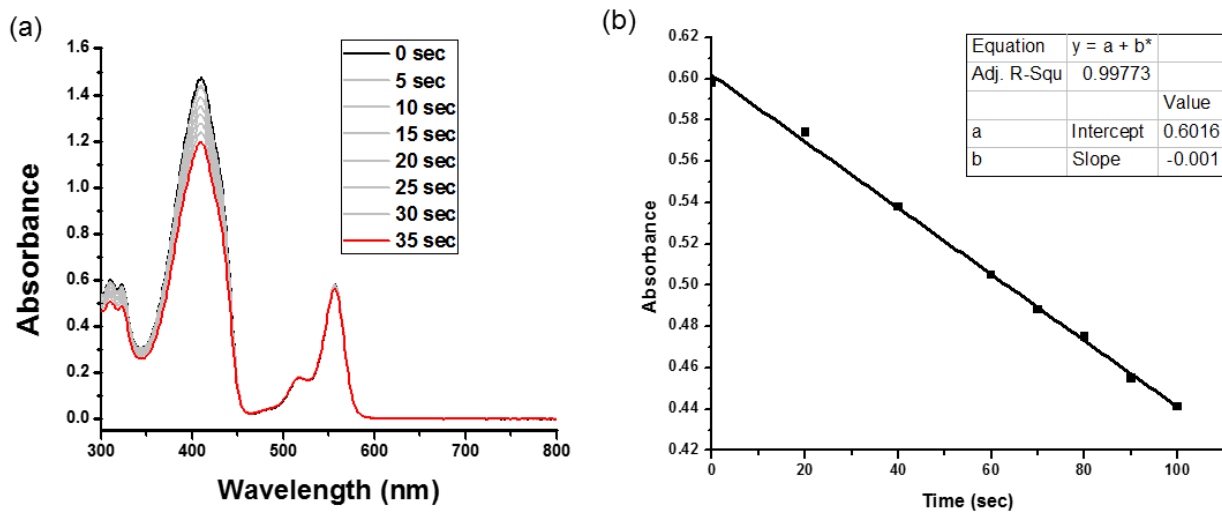 (a)
1.6
1.4
1.2
1.0
0.8
0.6
0.4
0.2
0.0
Absorbance
0 sec
5 sec
10 sec
15 sec
20 sec
25 sec
30 sec
35 sec
300 400 500 600 700 800
Wavelength (nm)
(b)
0.62
0.60
0.58
0.56
0.54
0.52
0.50
0.48
0.46
0.44
0.42
Absorbance
Equation y = a + b*
Adj. R-Squ 0.99773
Value
a Intercept 0.6016
b Slope -0.001
0 20 40 60 80 100
Time (sec)